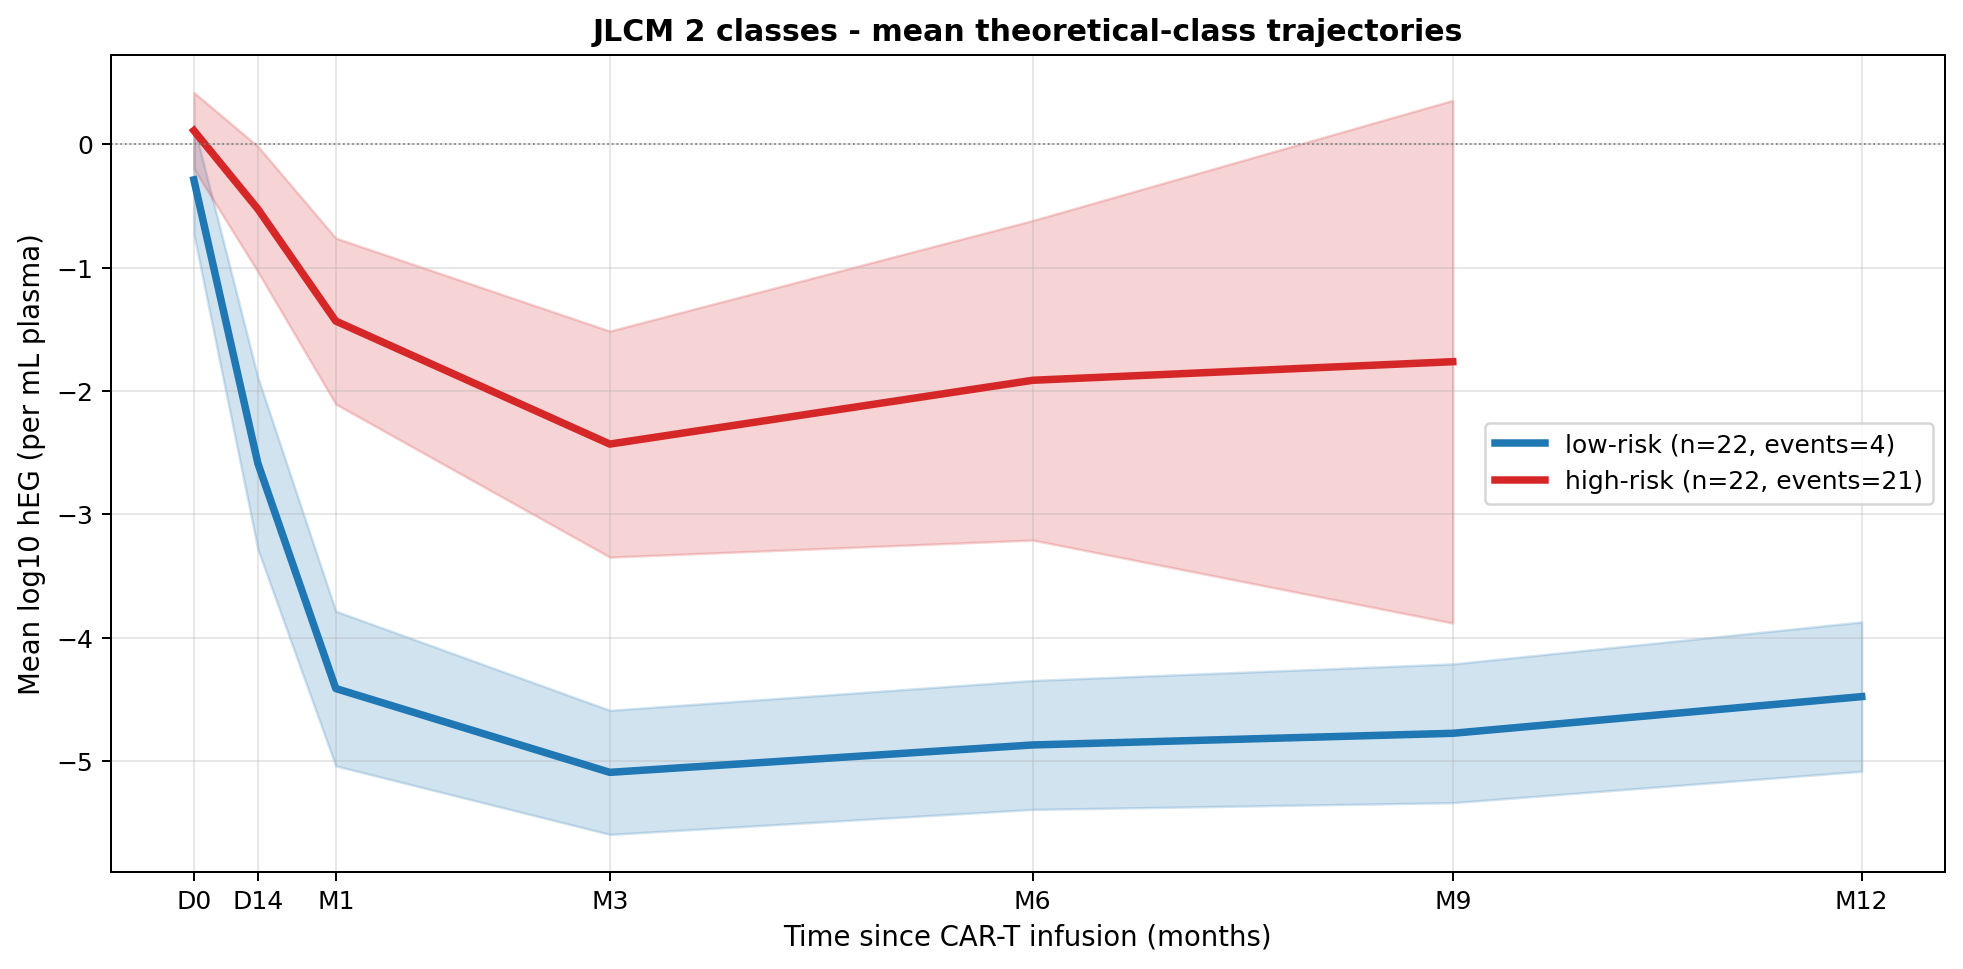 JLCM 2 classes - mean theoretical-class trajectories
Mean log10 hEG (per mL plasma)
0
−1
−2
−3
−4
−5
low-risk (n=22, events=4)
high-risk (n=22, events=21)
D0 D14 M1 M3 M6 M9 M12
Time since CAR-T infusion (months)